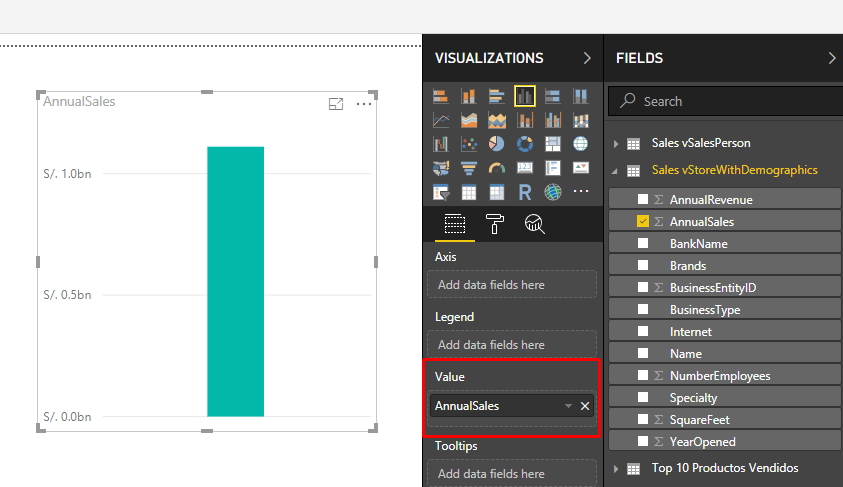 VISUALIZATIONS
FIELDS
Search
AnnualSales
S/. 1.0bn
S/. 0.5bn
S/. 0.0bn
123
R
Axis
Add data fields here
Legend
Add data fields here
Value
AnnualSales
Tooltips
Add data fields here
Sales vSalesPerson
Sales vStoreWithDemographics
Σ AnnualRevenue
Σ AnnualSales
BankName
Brands
Σ BusinessEntityID
BusinessType
Internet
Name
Σ NumberEmployees
Specialty
Σ SquareFeet
Σ YearOpened
Top 10 Productos Vendidos